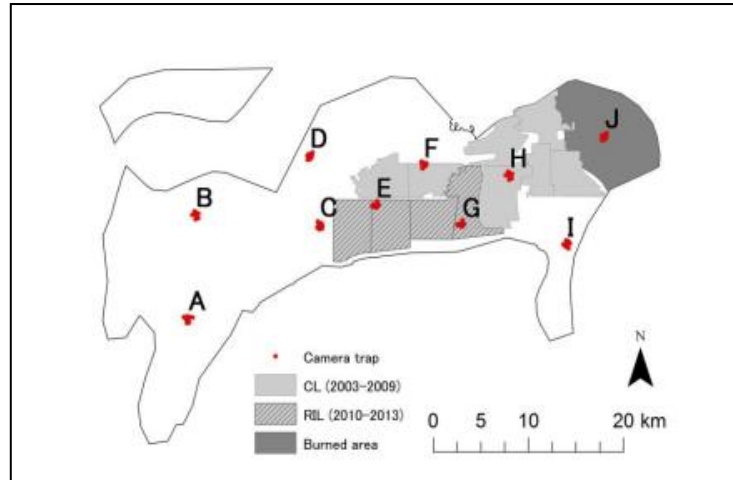 J
D
F
H
B
E
C
G
I
A
N
Camera trap
CL (2003-2009)
RIL (2010-2013)
Burned area
0 5 10 20 km